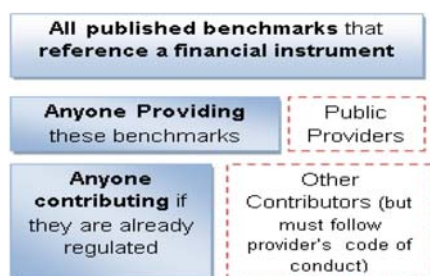 All published benchmarks that
reference a financial instrument
Anyone Providing
these benchmarks
Public
Providers
Anyone
contributing if
they are already
regulated
Other
Contributors (but
must follow
provider's code of
conduct)